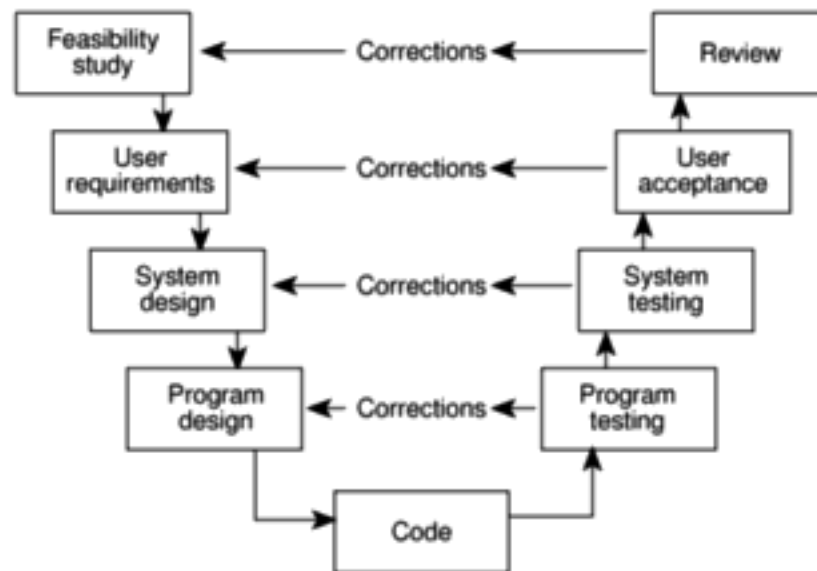 Feasibility
study
Corrections
Review
User
requirements
Corrections
User
acceptance
System
design
Corrections
System
testing
Program
design
Corrections
Program
testing
Code